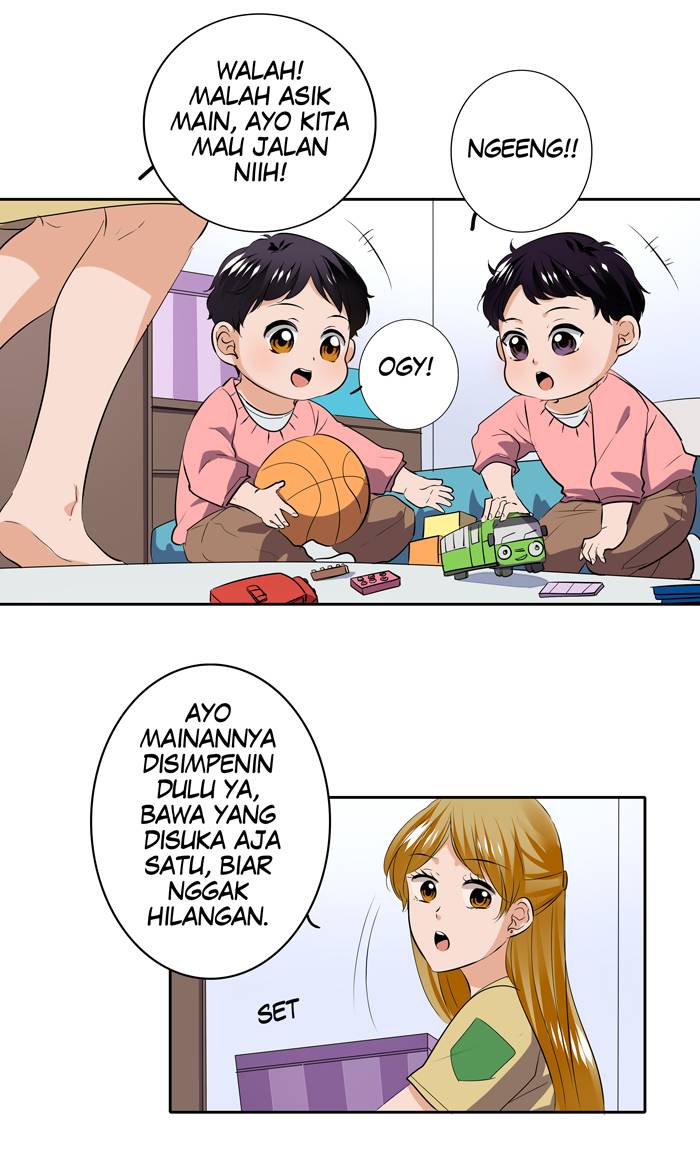 WALAH!
MALAH ASIK
MAIN, AYO KITA
MAU JALAN
NIIH!
NGEENG!!
OGY!
AYO
MAINANNYA
DISIMPENIN
DULU YA,
BAWA YANG
DISUKA AJA
SATU, BIAR
NGGAK
HILANGAN.
SET